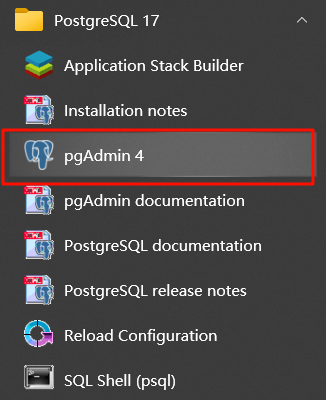 PostgreSQL 17
Application Stack Builder
Installation notes
pgAdmin 4
pgAdmin documentation
PostgreSQL documentation
PostgreSQL release notes
Reload Configuration
SQL Shell (psql)